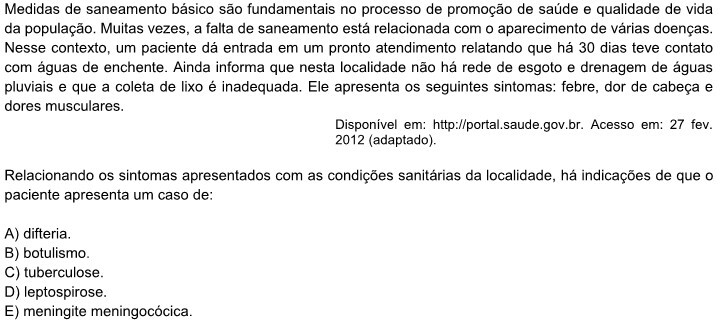 Medidas de saneamento básico são fundamentais no processo de promoção de saúde e qualidade de vida
da população. Muitas vezes, a falta de saneamento está relacionada com o aparecimento de várias doenças.
Nesse contexto, um paciente dá entrada em um pronto atendimento relatando que há 30 dias teve contato
com águas de enchente. Ainda informa que nesta localidade não há rede de esgoto e drenagem de águas
pluviais e que a coleta de lixo é inadequada. Ele apresenta os seguintes sintomas: febre, dor de cabeça e
dores musculares.
Disponível em: http://portal.saude.gov.br. Acesso em: 27 fev.
2012 (adaptado).
Relacionando os sintomas apresentados com as condições sanitárias da localidade, há indicações de que o
paciente apresenta um caso de:
A) difteria.
B) botulismo.
C) tuberculose.
D) leptospirose.
E) meningite meningocócica.